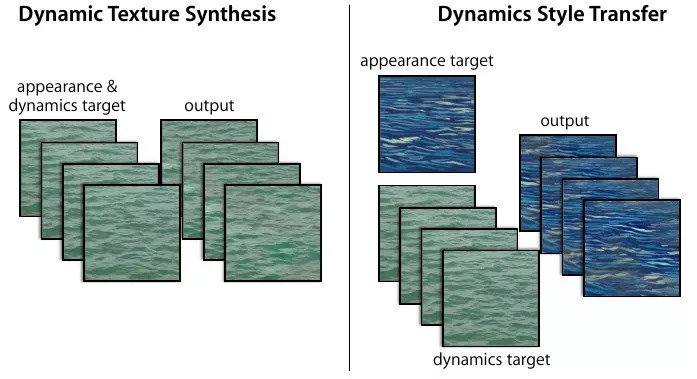 Dynamic Texture Synthesis
appearance &
dynamics target
output
Dynamics Style Transfer
appearance target
output
dynamics target